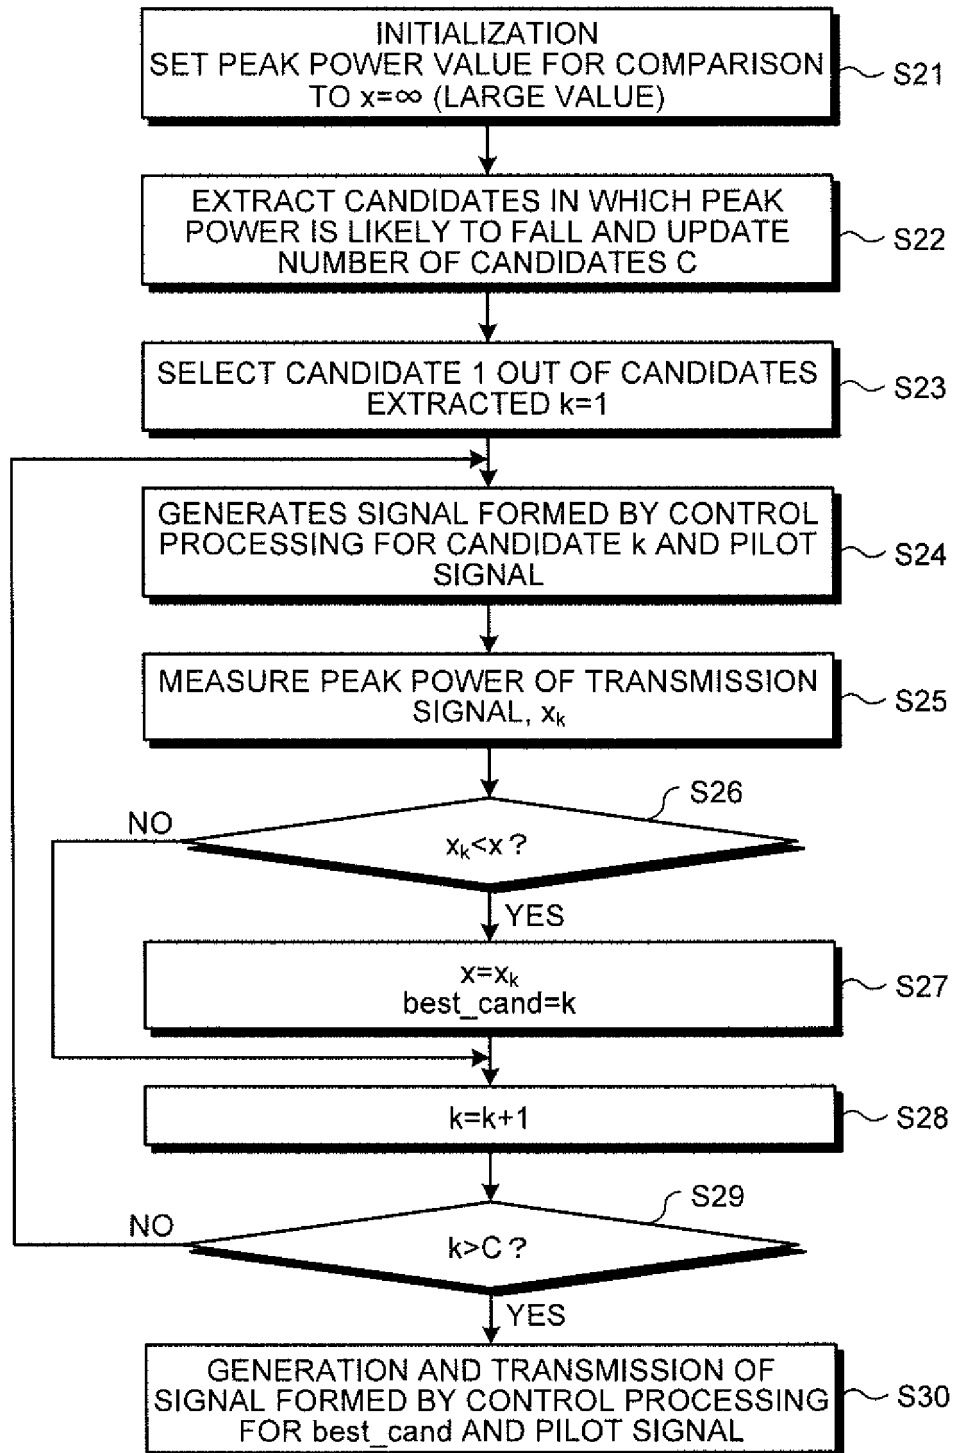 INITIALIZATION
SET PEAK POWER VALUE FOR COMPARISON
TO x=∞ (LARGE VALUE)
S21
EXTRACT CANDIDATES IN WHICH PEAK
POWER IS LIKELY TO FALL AND UPDATE
NUMBER OF CANDIDATES C
S22
SELECT CANDIDATE 1 OUT OF CANDIDATES
EXTRACTED k=1
S23
GENERATES SIGNAL FORMED BY CONTROL
PROCESSING FOR CANDIDATE k AND PILOT
SIGNAL
S24
MEASURE PEAK POWER OF TRANSMISSION
SIGNAL, xk
S25
S26
NO
xk<x ?
YES
x=xk
best_cand=k
S27
k=k+1
S28
S29
NO
k>C ?
YES
GENERATION AND TRANSMISSION OF
SIGNAL FORMED BY CONTROL PROCESSING
FOR best_cand AND PILOT SIGNAL
S30